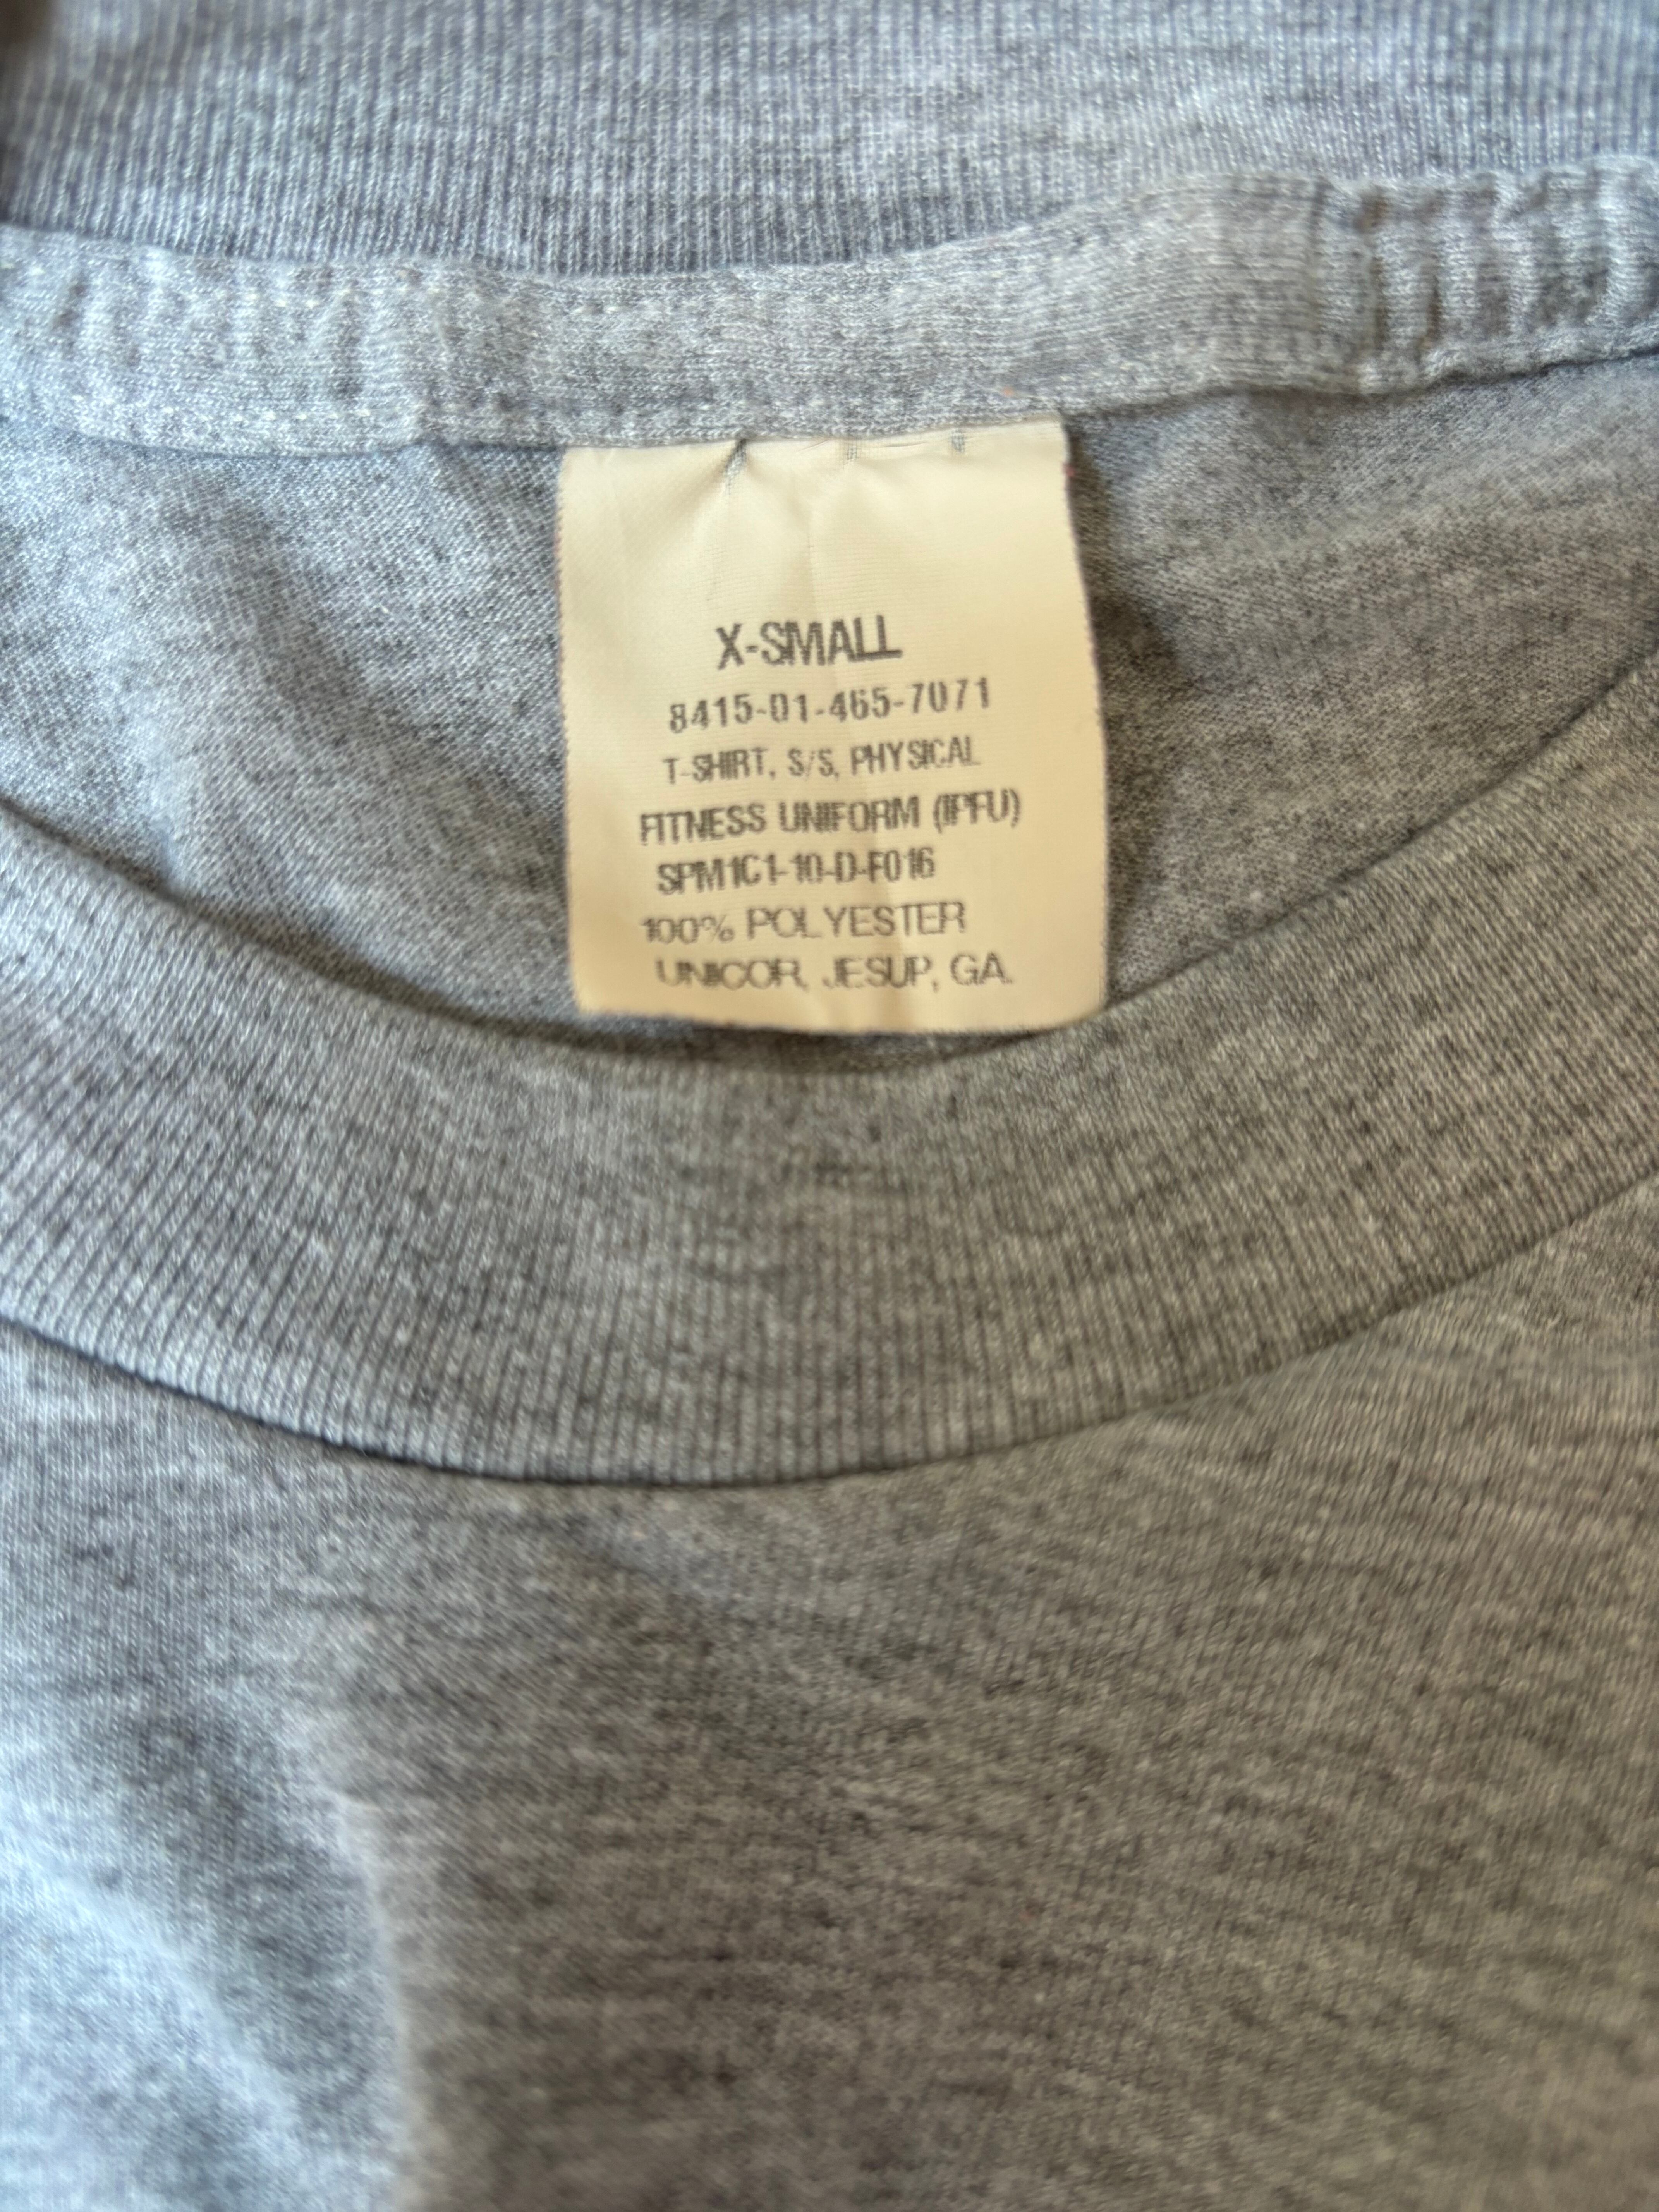 X-SMALL
8415-01-465-7071
T-SHIRT, S/S, PHYSICAL
FITNESS UNIFORM (IPFU)
SPM1C1-10-D-F016
100% POLYESTER
UNICOR, JESUP, GA.